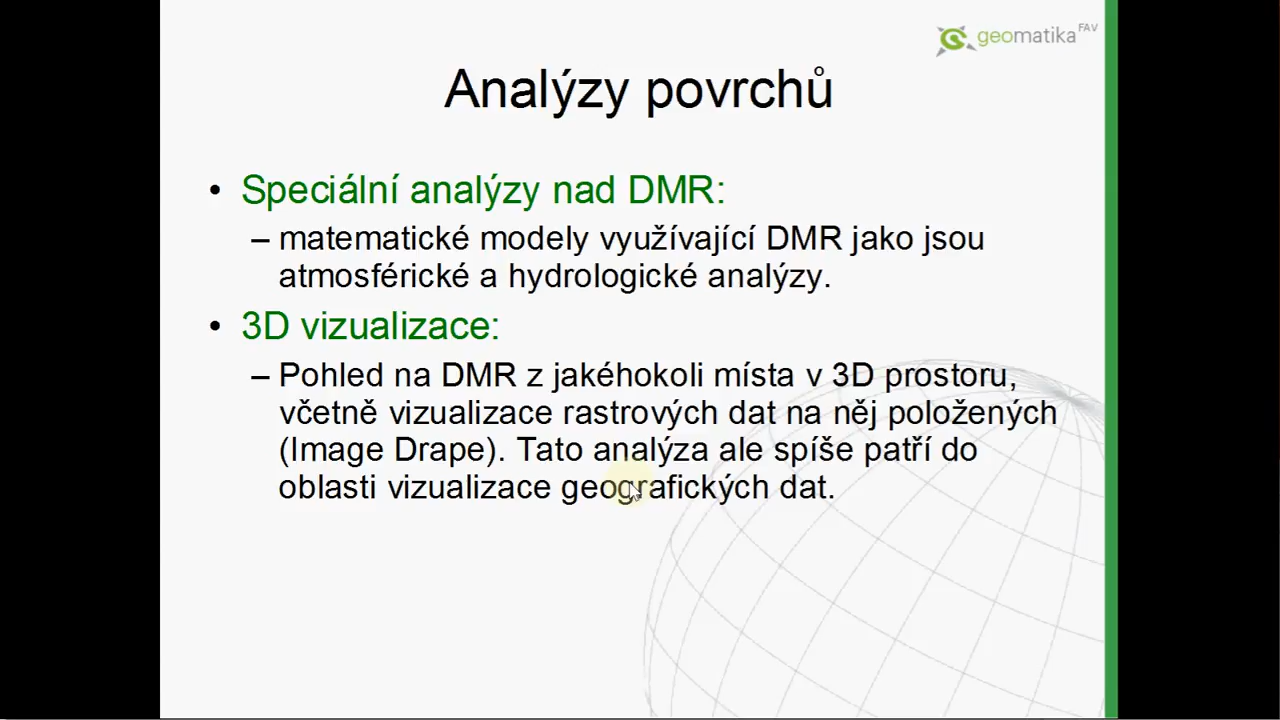 geomatika FAV
Analýzy povrchů
• Speciální analýzy nad DMR:
– matematické modely využívající DMR jako jsou
atmosférické a hydrologické analýzy.
• 3D vizualizace:
– Pohled na DMR z jakéhokoli místa v 3D prostoru,
včetně vizualizace rastrových dat na něj položených
(Image Drape). Tato analýza ale spíše patří do
oblasti vizualizace geografických dat.